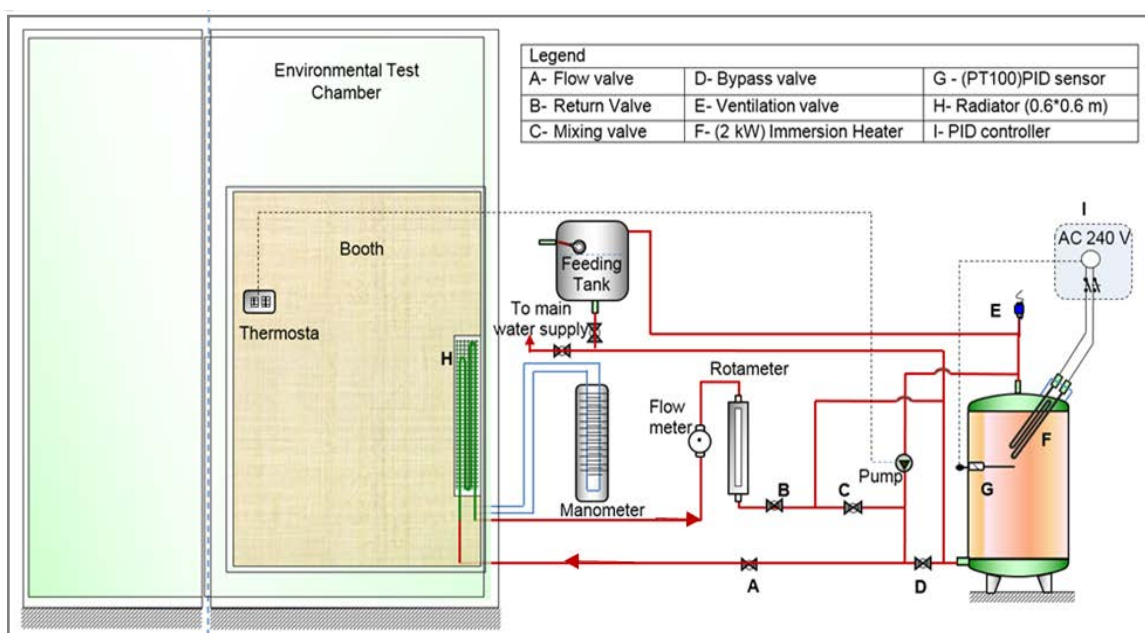 Environmental Test
Chamber
Legend
A- Flow valve
D- Bypass valve
G - (PT100)PID sensor
B- Return Valve
E- Ventilation valve
H- Radiator (0.6*0.6 m)
C- Mixing valve
F- (2 kW) Immersion Heater
I- PID controller
I
AC 240 V
Booth
Feeding
Tank
Thermosta
To main
water supply
E
H
Rotameter
Flow
meter
F
Pump
G
B
C
Manometer
A
D